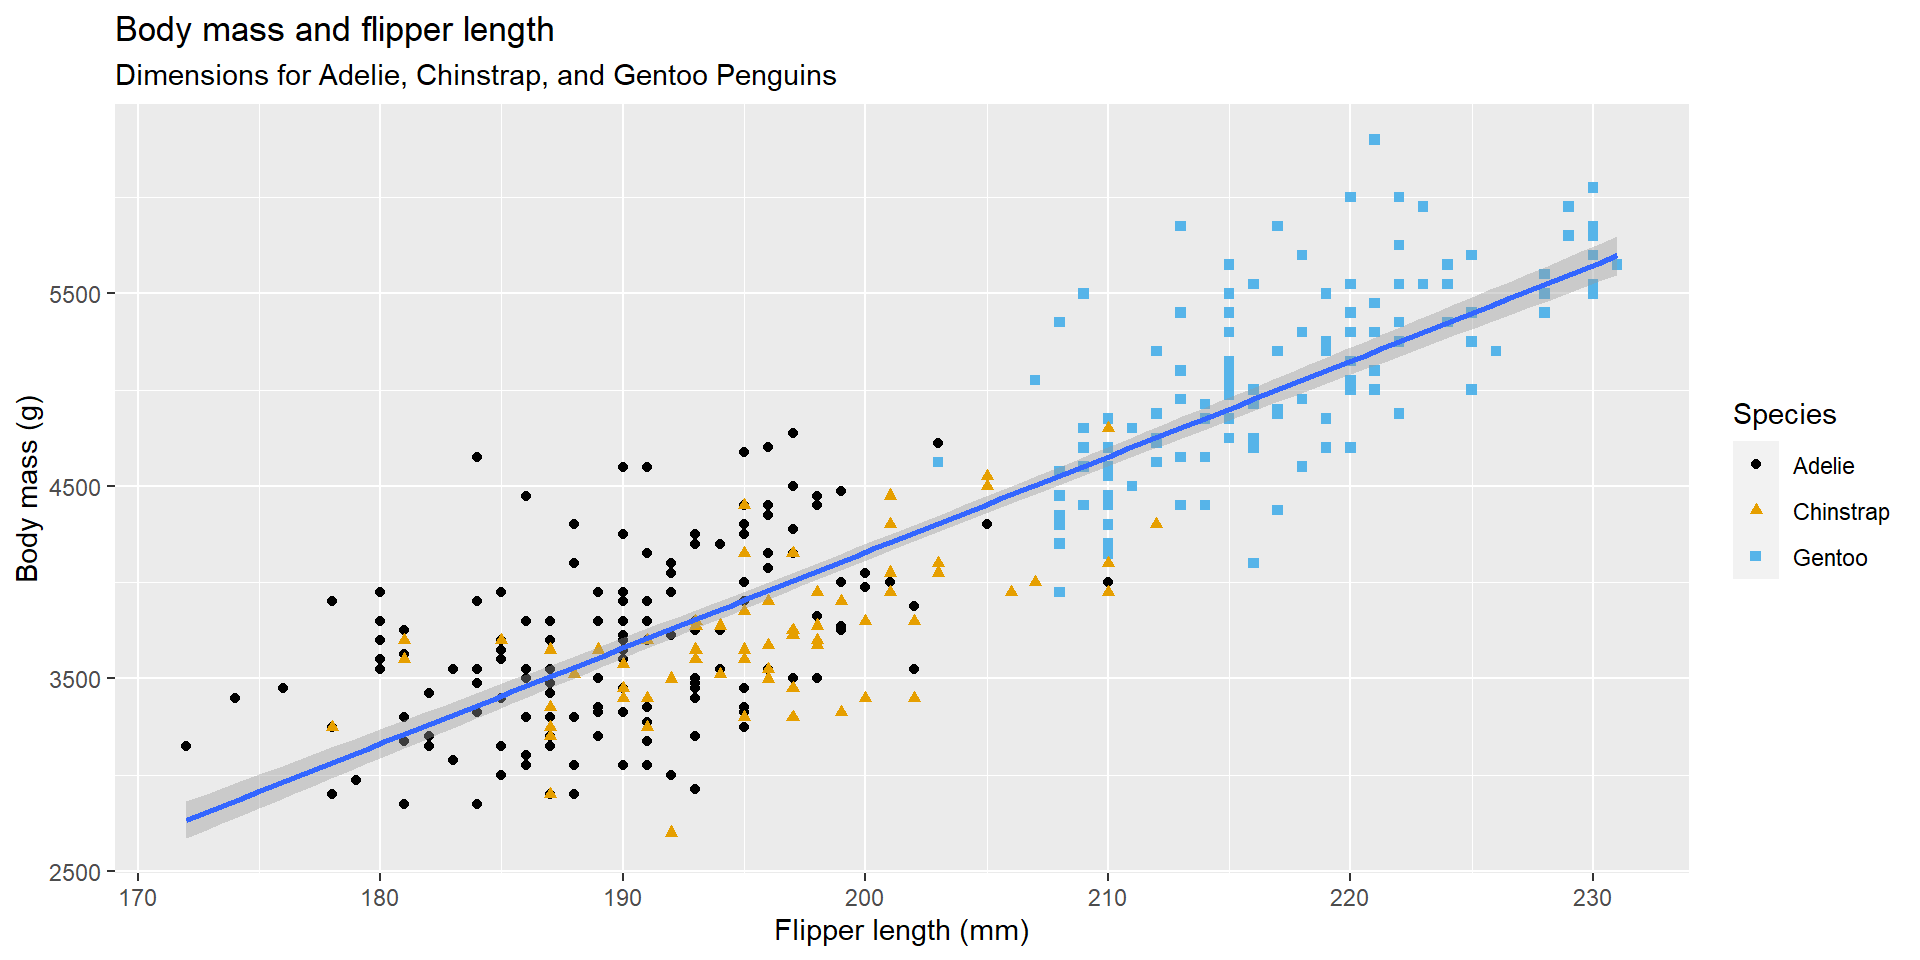 Body mass and flipper length
Dimensions for Adelie, Chinstrap, and Gentoo Penguins
Body mass (g)
5500
4500
3500
2500
170 180 190 200 210 220 230
Flipper length (mm)
Species
Adelie
Chinstrap
Gentoo